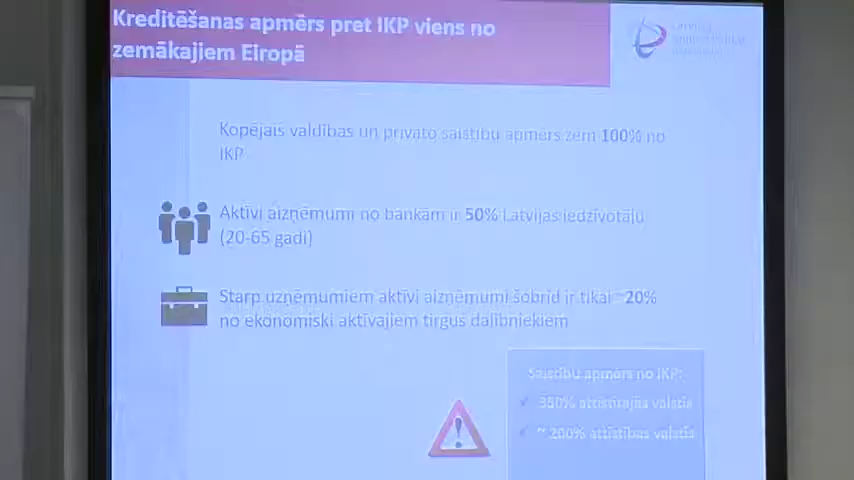 Kreditēšanas apmērs pret IKP viens no
zemākajiem Eiropā
Kopējais valdības un privāto saistību apmērs zem 100% no
IKP
Aktīvi aizņēmumi no bankām ir 50% Latvijas iedzīvotāju
(20-65 gadi)
Starp uzņēmumiem aktīvi aizņēmumi šobrīd ir tikai ~20%
no ekonomiski aktīvajiem tirgus dalībniekiem
Saistību apmērs no IKP:
350% attīstītajās valstīs
~ 200% attīstības valstīs